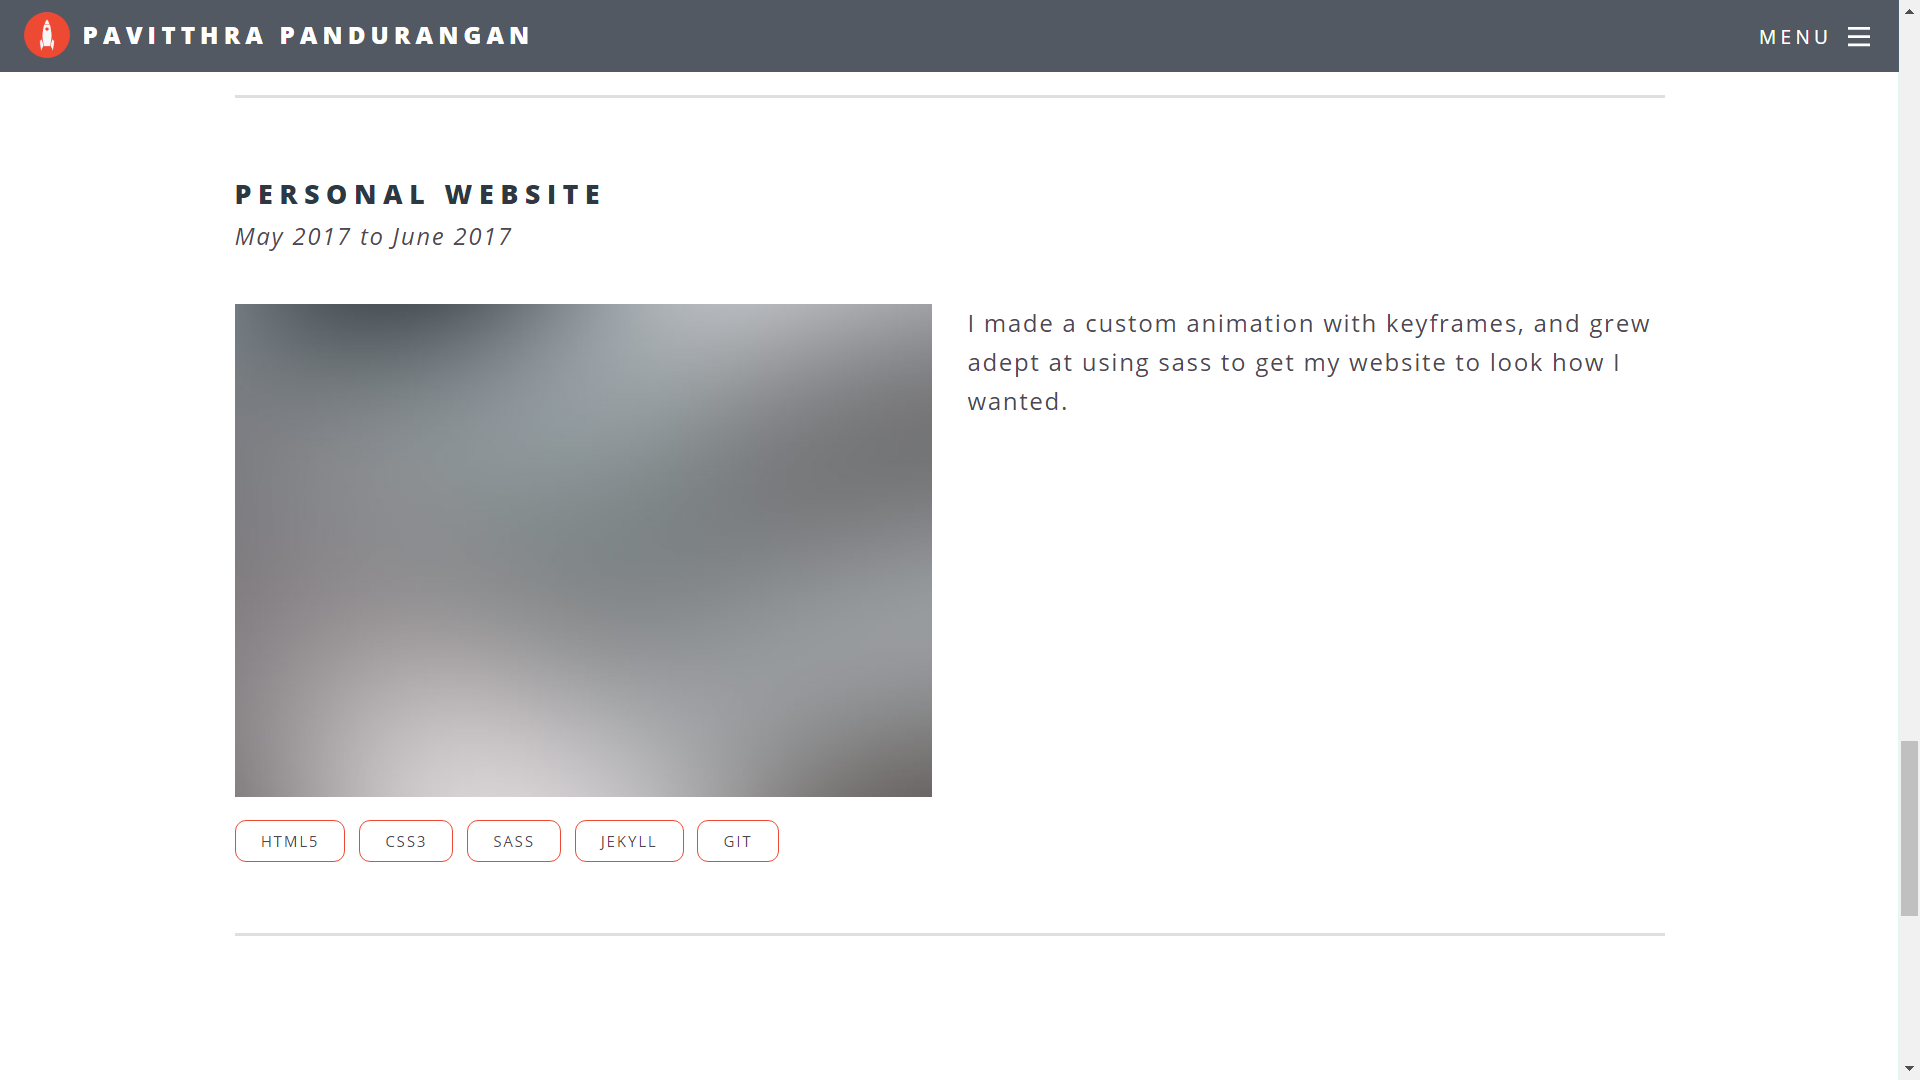 PAVITTHRA PANDURANGAN
MENU
PERSONAL WEBSITE
May 2017 to June 2017
I made a custom animation with keyframes, and grew
adept at using sass to get my website to look how I
wanted.
HTML5
CSS3
SASS
JEKYLL
GIT